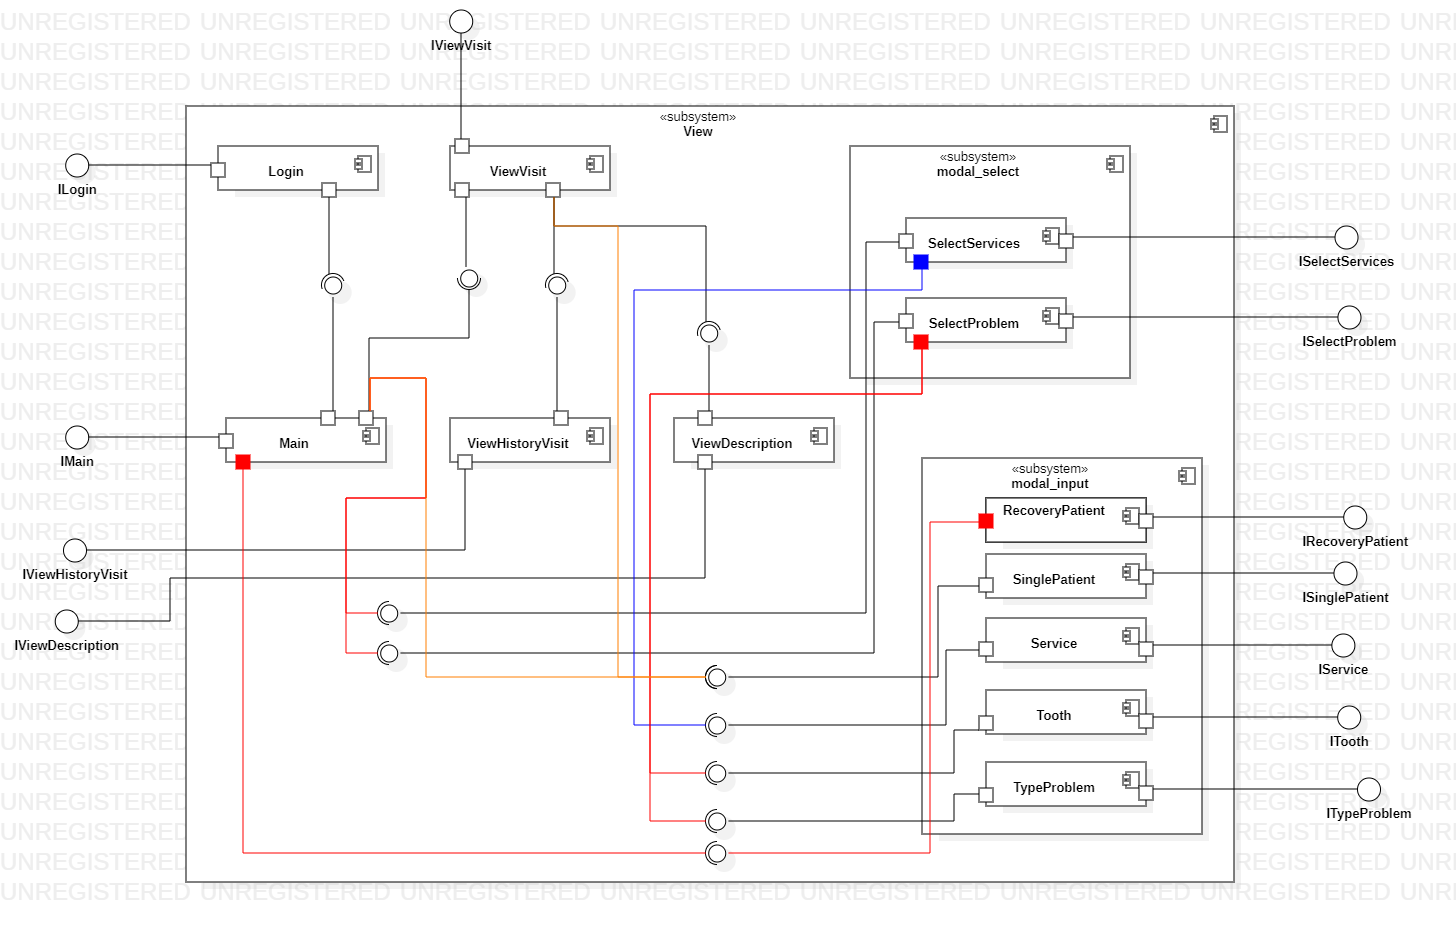 UNREGISTERED UNREGISTERED UNREGISTERED UNREGISTERED UNREGISTERED UNREGISTERED UNREGISTERED
IViewVisit
«subsystem»
View
Login
ILogin
ViewVisit
«subsystem»
modal_select
SelectServices
ISelectServices
SelectProblem
ISelectProblem
Main
IMain
ViewHistoryVisit
ViewDescription
«subsystem»
modal_input
RecoveryPatient
IRecoveryPatient
IViewHistoryVisit
SinglePatient
ISinglePatient
IViewDescription
Service
IService
Tooth
ITooth
TypeProblem
ITypeProblem